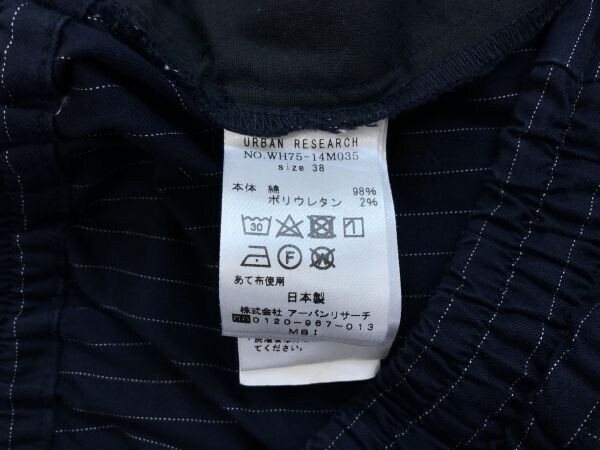 URBAN RESEARCH
NO.WH75-14M035
size 38
本体 綿 98%
ポリウレタン 2%
30
F
W
あて布使用
日本製
株式会社 アーバンリサーチ
0120-967-013
MBI
てください。